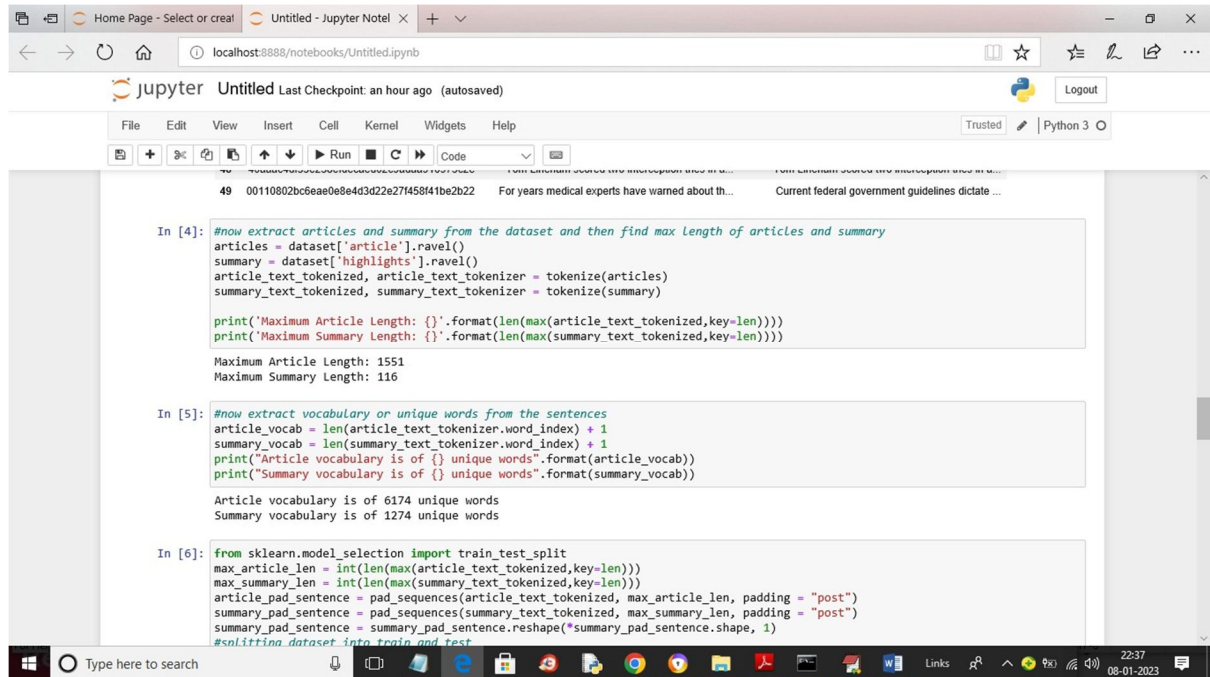 Home Page - Select or creat
Untitled - Jupyter Notel
localhost:8888/notebooks/Untitled.ipynb
jupyter Untitled Last Checkpoint: an hour ago (autosaved)
Logout
File Edit View Insert Cell Kernel Widgets Help
Trusted Python 3
Run Code
49 00110802bc6eae0e8e4d3d22e27f458f41be2b22 For years medical experts have warned about th... Current federal government guidelines dictate ...
In [4]: #now extract articles and summary from the dataset and then find max length of articles and summary
articles = dataset['article'].ravel()
summary = dataset['highlights'].ravel()
article_text_tokenized, article_text_tokenizer = tokenize(articles)
summary_text_tokenized, summary_text_tokenizer = tokenize(summary)
print('Maximum Article Length: {}'.format(len(max(article_text_tokenized,key=len))))
print('Maximum Summary Length: {}'.format(len(max(summary_text_tokenized,key=len))))
Maximum Article Length: 1551
Maximum Summary Length: 116
In [5]: #now extract vocabulary or unique words from the sentences
article_vocab = len(article_text_tokenizer.word_index) + 1
summary_vocab = len(summary_text_tokenizer.word_index) + 1
print("Article vocabulary is of {} unique words".format(article_vocab))
print("Summary vocabulary is of {} unique words".format(summary_vocab))
Article vocabulary is of 6174 unique words
Summary vocabulary is of 1274 unique words
In [6]: from sklearn.model_selection import train_test_split
max_article_len = int(len(max(article_text_tokenized,key=len)))
max_summary_len = int(len(max(summary_text_tokenized,key=len)))
article_pad_sentence = pad_sequences(article_text_tokenized, max_article_len, padding = "post")
summary_pad_sentence = pad_sequences(summary_text_tokenized, max_summary_len, padding = "post")
summary_pad_sentence = summary_pad_sentence.reshape(*summary_pad_sentence.shape, 1)
#splitting dataset into train and test
Type here to search
Links
22:37
08-01-2023